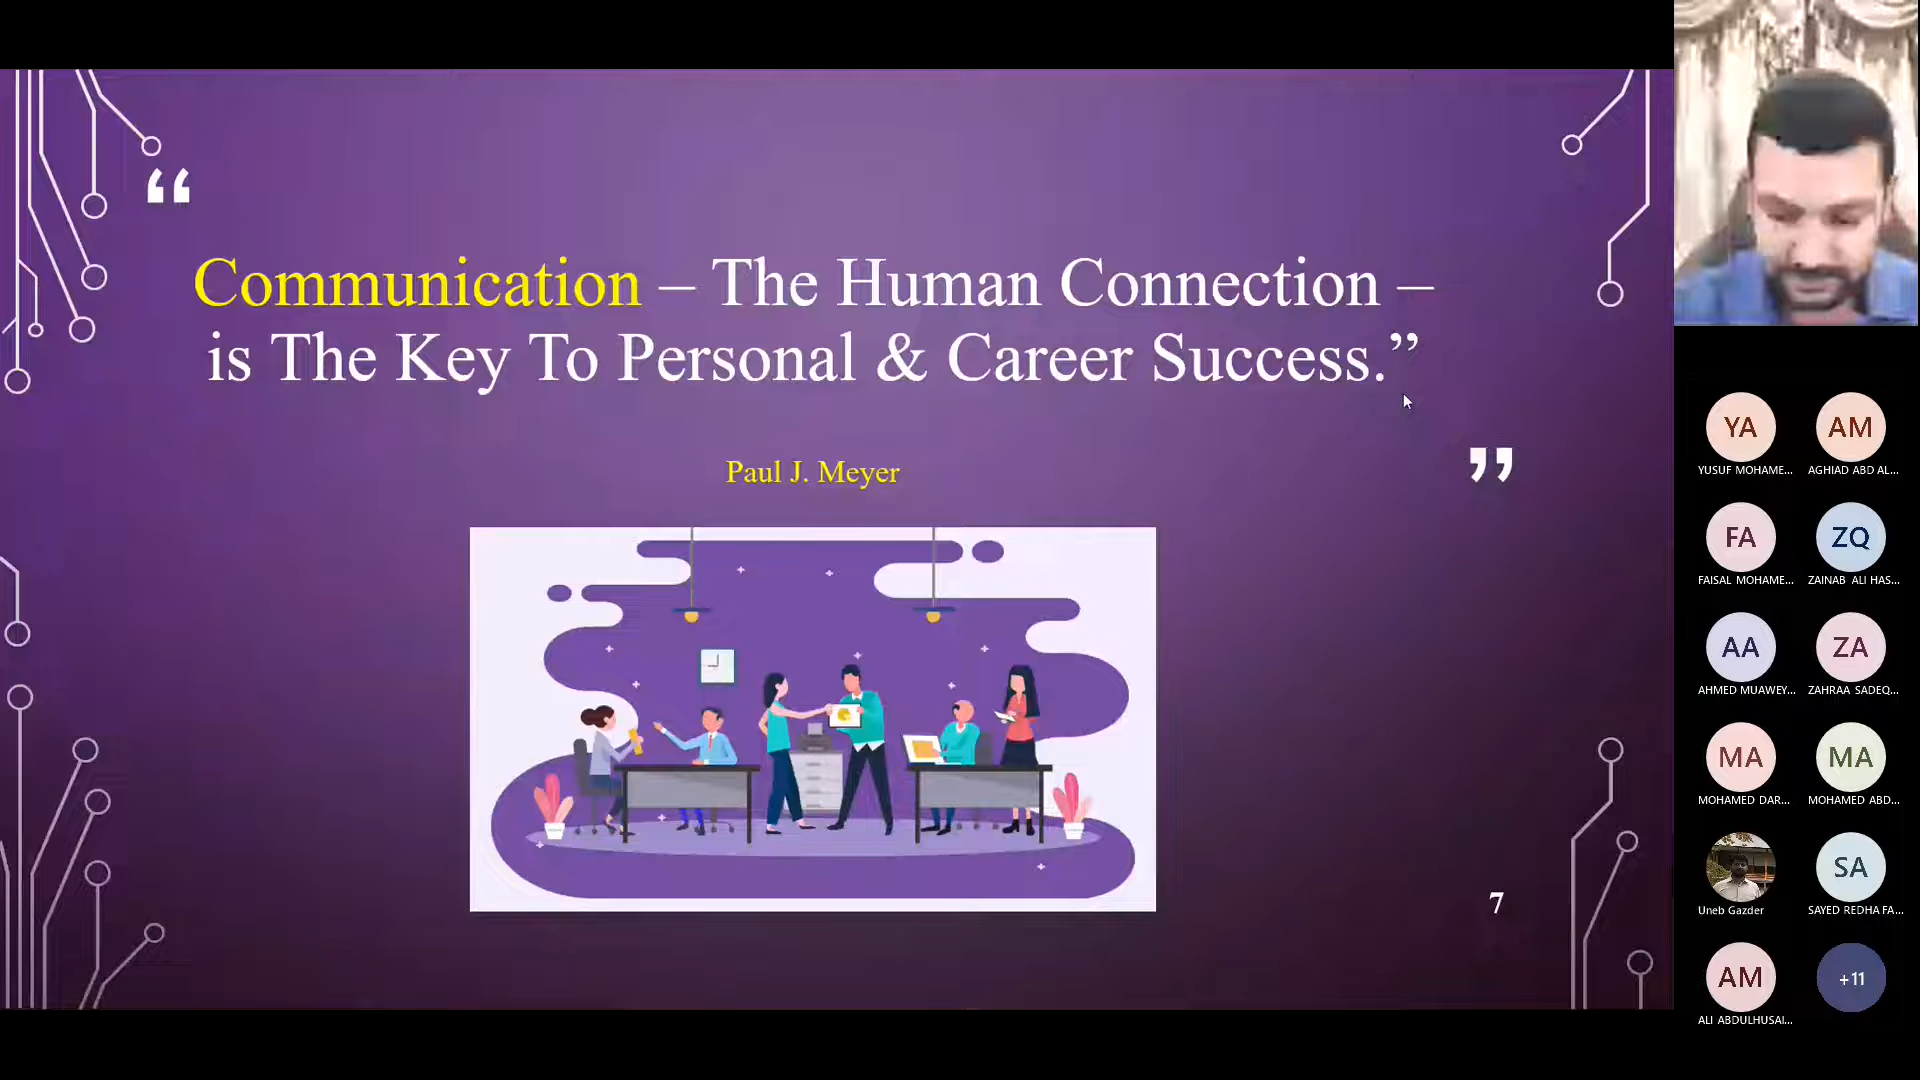 “
Communication – The Human Connection –
is The Key To Personal & Career Success.”
”
Paul J. Meyer
7
YA
YUSUF MOHAME...
AM
AGHIAD ABD AL...
FA
FAISAL MOHAME...
ZQ
ZAINAB ALI HAS...
AA
AHMED MUAWEY...
ZA
ZAHRAA SADEQ...
MA
MOHAMED DAR...
MA
MOHAMED ABD...
Uneb Gazder
SA
SAYED REDHA FA...
AM
ALI ABDULHUSAI...
+11